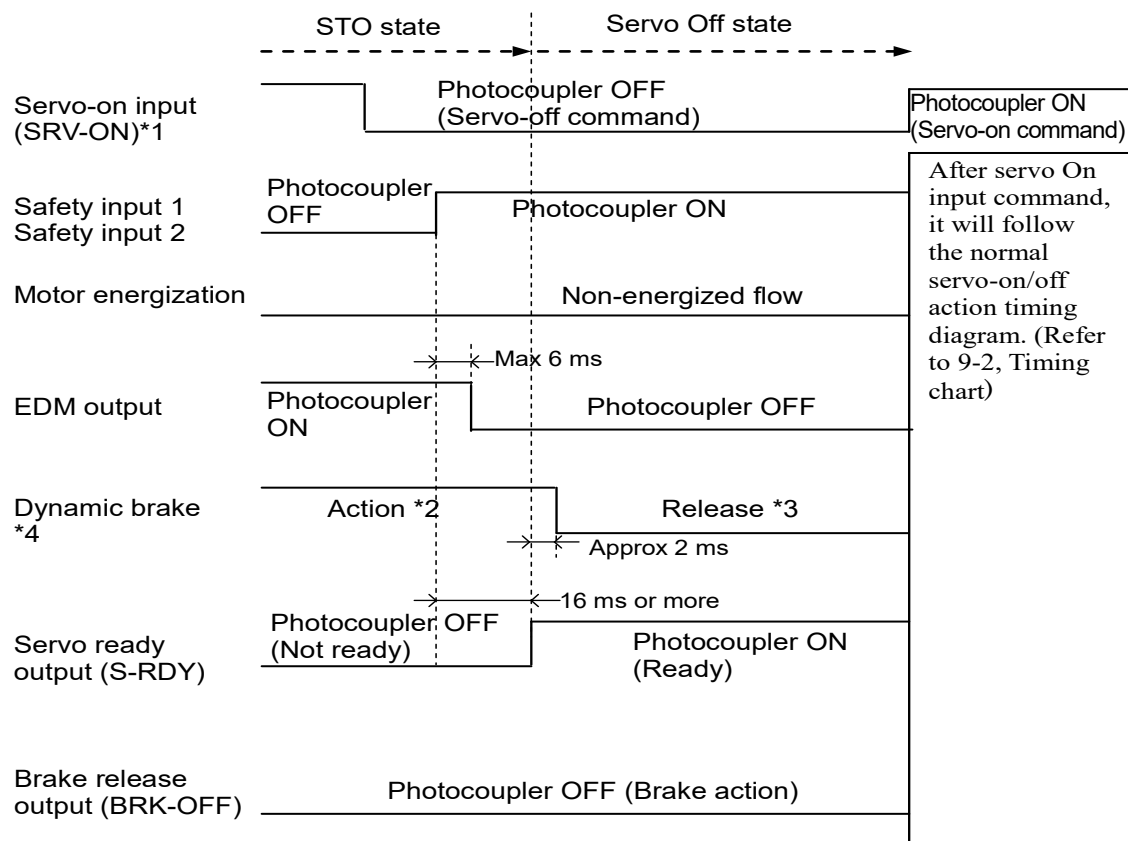 STO state
Servo Off state
Servo-on input
(SRV-ON)*1
Photocoupler OFF
(Servo-off command)
Photocoupler ON
(Servo-on command)
Safety input 1
Safety input 2
Photocoupler
OFF
Photocoupler ON
After servo On
input command,
it will follow
the normal
servo-on/off
action timing
diagram. (Refer
to 9-2, Timing
chart)
Motor energization
Non-energized flow
Max 6 ms
EDM output
Photocoupler
ON
Photocoupler OFF
Dynamic brake
*4
Action *2
Release *3
Approx 2 ms
16 ms or more
Servo ready
output (S-RDY)
Photocoupler OFF
(Not ready)
Photocoupler ON
(Ready)
Brake release
output (BRK-OFF)
Photocoupler OFF (Brake action)